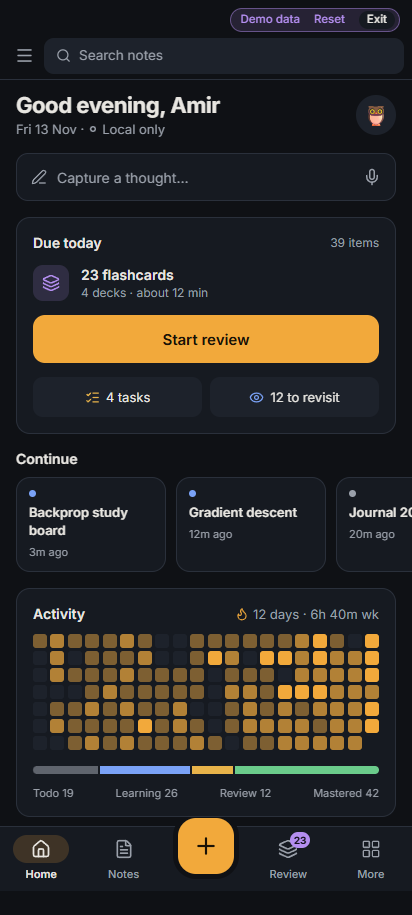 Demo data Reset Exit
Search notes
Good evening, Amir
Fri 13 Nov · Local only
Capture a thought...
Due today 39 items
23 flashcards
4 decks · about 12 min
Start review
4 tasks 12 to revisit
Continue
Backprop study
board
3m ago
Gradient descent
12m ago
Journal 20
20m ago
Activity 12 days · 6h 40m wk
Todo 19 Learning 26 Review 12 Mastered 42
23
Home Notes Review More